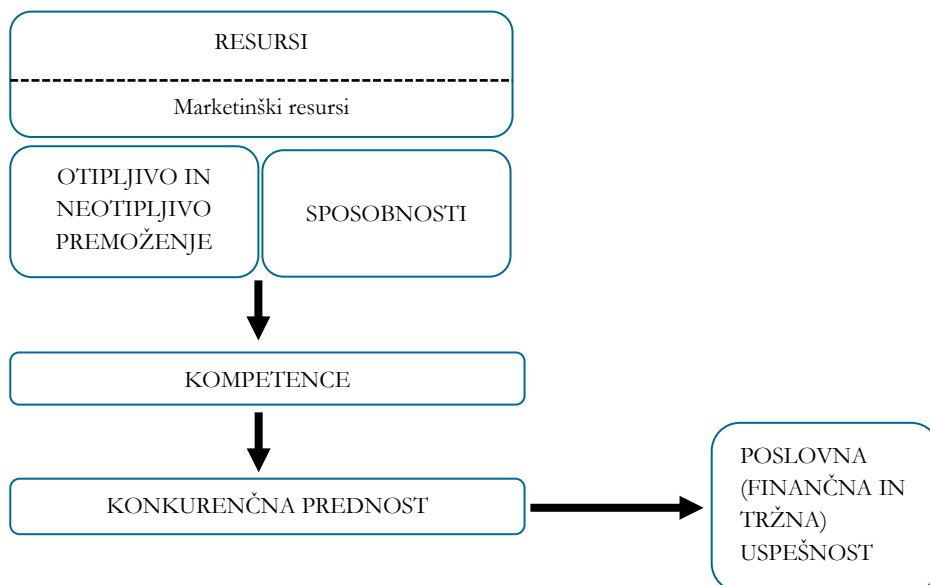 RESURSI
Marketinški resursi
OTIPLJIVO IN
NEOTIPLJIVO
PREMOŽENJE
SPOSOBNOSTI
KOMPETENCE
KONKURENČNA PREDNOST
POSLOVNA
(FINANČNA IN
TRŽNA)
USPEŠNOST